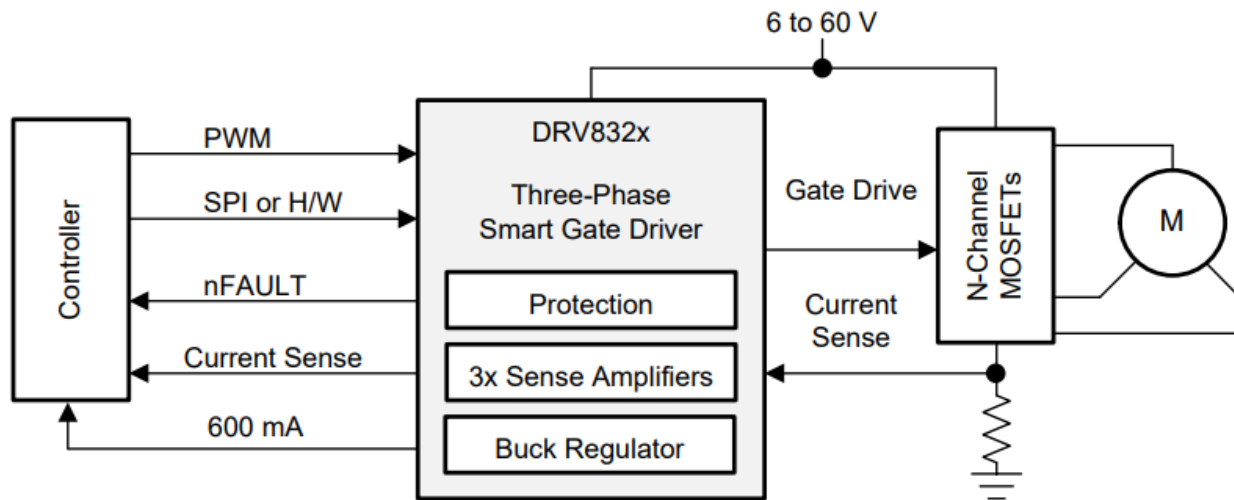 6 to 60 V
Controller
PWM
SPI or H/W
nFAULT
Current Sense
600 mA
DRV832x
Three-Phase
Smart Gate Driver
Protection
3x Sense Amplifiers
Buck Regulator
Gate Drive
Current
Sense
N-Channel
MOSFETs
M